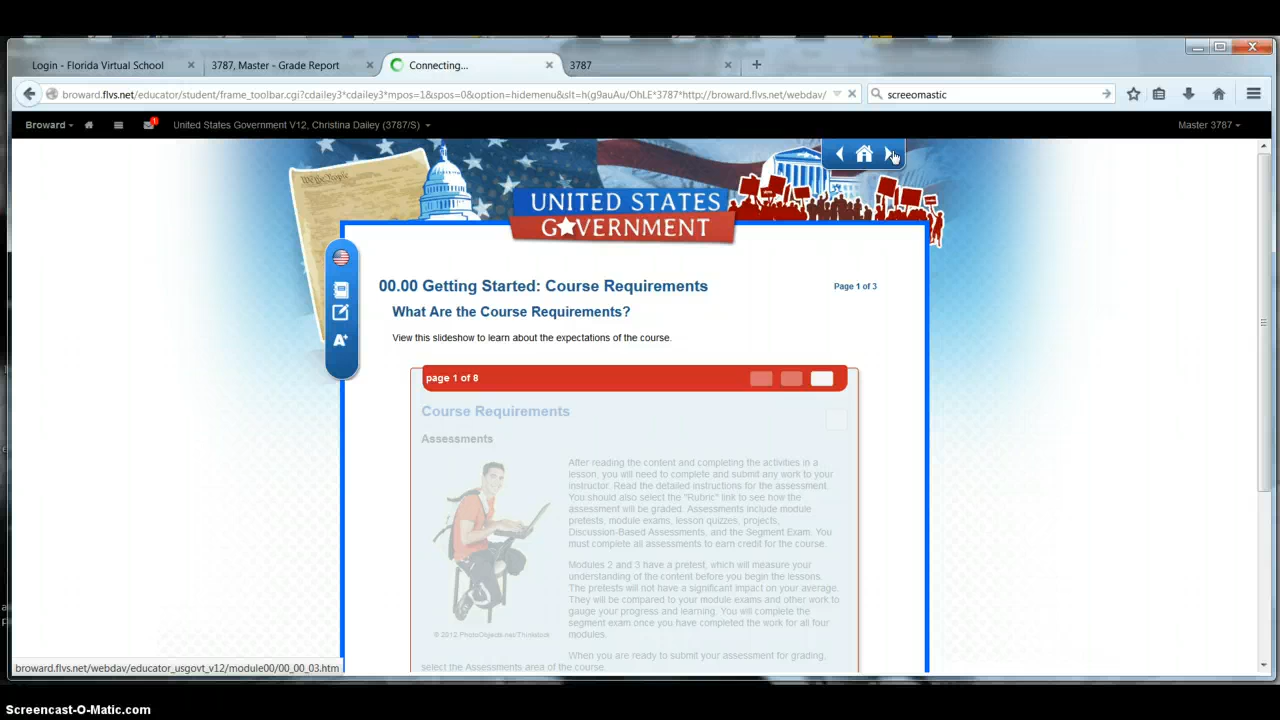 Login - Florida Virtual School
3787, Master - Grade Report
Connecting...
3787
broward.flvs.net/educator/student/frame_toolbar.cgi?cdailey3*cdailey3*mpos=1&spos=0&option=hidemenu&slt=h(g9auAu/OhLE*3787*http://broward.flvs.net/webdav/
screeomastic
Broward
1
United States Government V12, Christina Dailey (3787/S)
Master 3787
We the People
UNITED STATES
GOVERNMENT
00.00 Getting Started: Course Requirements
Page 1 of 3
What Are the Course Requirements?
View this slideshow to learn about the expectations of the course.
A+
page 1 of 8
Course Requirements
Assessments
After reading the content and completing the activities in a
lesson, you will need to complete and submit any work to your
instructor. Read the detailed instructions for the assessment.
You should also select the "Rubric" link to see how the
assessment will be graded. Assessments include module
pretests, module exams, lesson quizzes, projects,
Discussion-Based Assessments, and the Segment Exam. You
must complete all assessments to earn credit for the course.
Modules 2 and 3 have a pretest, which will measure your
understanding of the content before you begin the lessons.
The pretests will not have a significant impact on your average.
They will be compared to your module exams and other work to
gauge your progress and learning. You will complete the
segment exam once you have completed the work for all four
modules.
© 2012 PhotoObjects.net/Thinkstock
When you are ready to submit your assessment for grading,
select the Assessments area of the course.
broward.flvs.net/webdav/educator_usgovt_v12/module00/00_00_03.htm
Screencast-O-Matic.com